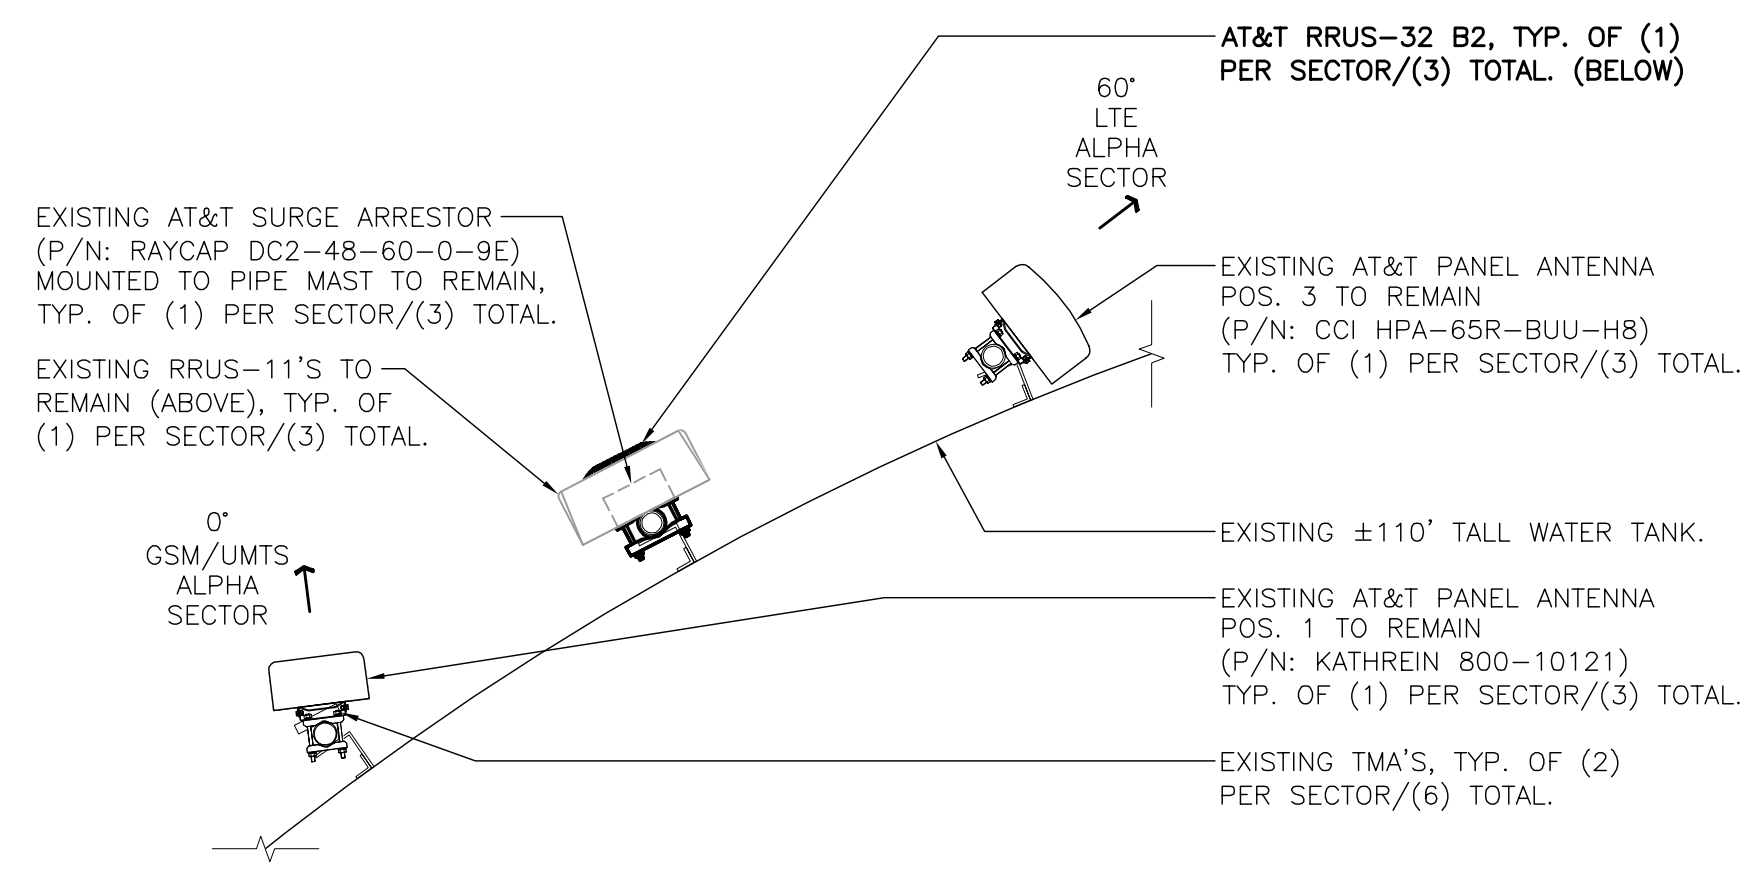 AT&T RRUS-32 B2, TYP. OF (1)
PER SECTOR/(3) TOTAL. (BELOW)
60°
LTE
ALPHA
SECTOR
EXISTING AT&T SURGE ARRESTOR
(P/N: RAYCAP DC2-48-60-0-9E)
MOUNTED TO PIPE MAST TO REMAIN,
TYP. OF (1) PER SECTOR/(3) TOTAL.
EXISTING AT&T PANEL ANTENNA
POS. 3 TO REMAIN
(P/N: CCI HPA-65R-BUU-H8)
TYP. OF (1) PER SECTOR/(3) TOTAL.
EXISTING RRUS-11'S TO
REMAIN (ABOVE), TYP. OF
(1) PER SECTOR/(3) TOTAL.
0°
GSM/UMTS
ALPHA
SECTOR
EXISTING ±110' TALL WATER TANK.
EXISTING AT&T PANEL ANTENNA
POS. 1 TO REMAIN
(P/N: KATHREIN 800-10121)
TYP. OF (1) PER SECTOR/(3) TOTAL.
EXISTING TMA'S, TYP. OF (2)
PER SECTOR/(6) TOTAL.